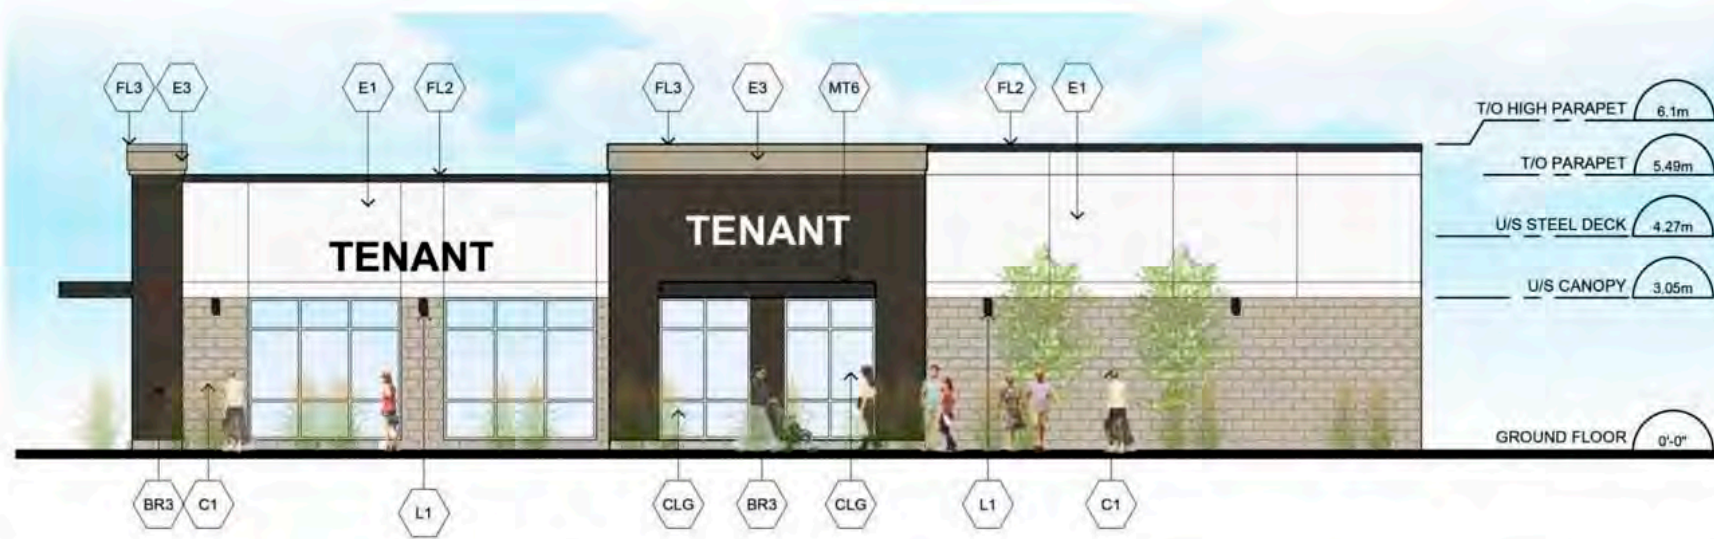 FL3 E3 E1 FL2 FL3 E3 MT6 FL2 E1
T/O HIGH PARAPET 6.1m
T/O PARAPET 5.49m
U/S STEEL DECK 4.27m
U/S CANOPY 3.05m
TENANT
TENANT
GROUND FLOOR 0'-0"
BR3 C1 L1 CLG BR3 CLG L1 C1